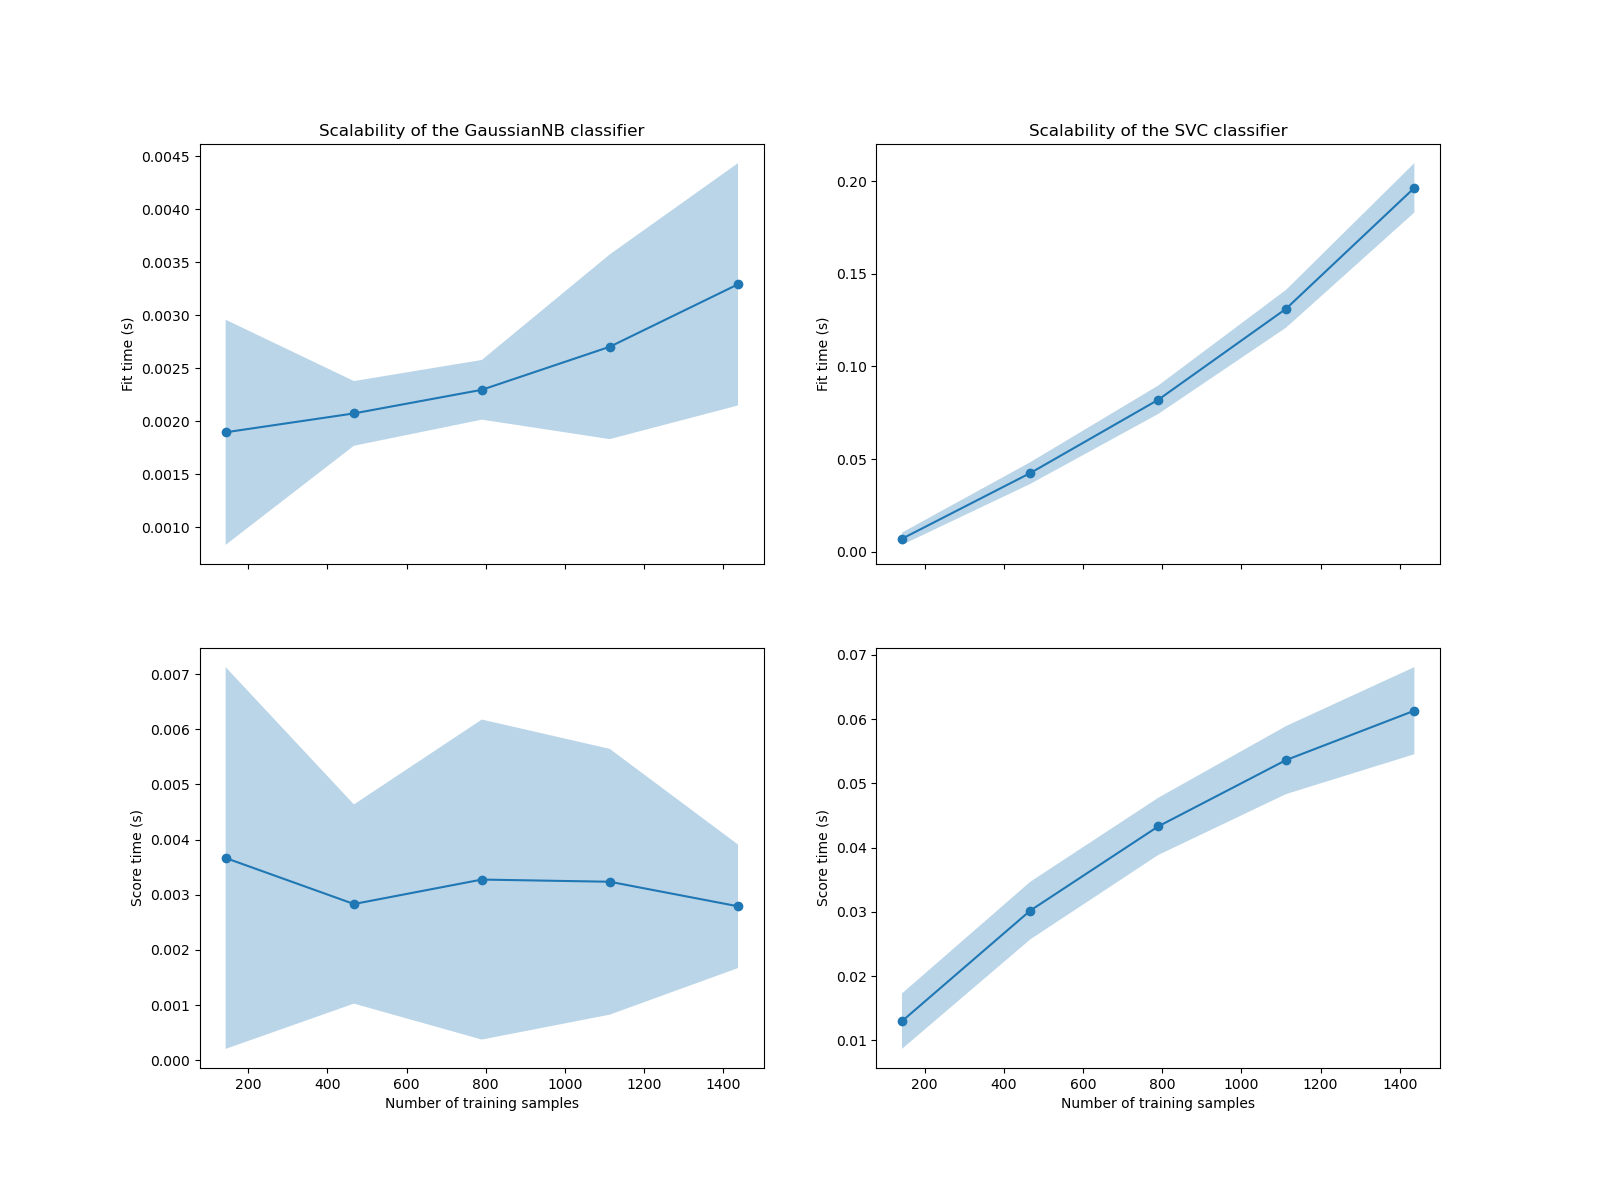 Scalability of the GaussianNB classifier
0.0045
0.0040
0.0035
0.0030
0.0025
0.0020
0.0015
0.0010
Fit time (s)
Scalability of the SVC classifier
0.20
0.15
0.10
0.05
0.00
Fit time (s)
0.007
0.006
0.005
0.004
0.003
0.002
0.001
0.000
Score time (s)
200 400 600 800 1000 1200 1400
Number of training samples
0.07
0.06
0.05
0.04
0.03
0.02
0.01
Score time (s)
200 400 600 800 1000 1200 1400
Number of training samples